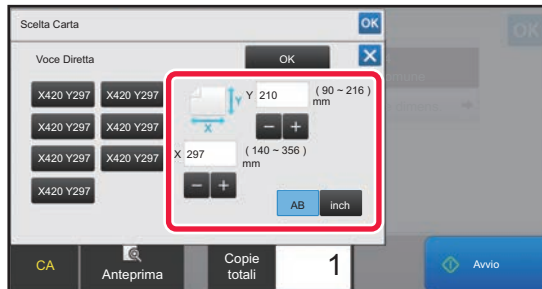 Scelta Carta
OK
OK
Voce Diretta
OK
X420 Y297 X420 Y297
X420 Y297 X420 Y297
X420 Y297 X420 Y297
X420 Y297
Y
X
Y 210 ( 90 ~ 216 )
mm
X 297 ( 140 ~ 356 )
mm
AB inch
CA
Anteprima
Copie
totali
1
Avvio